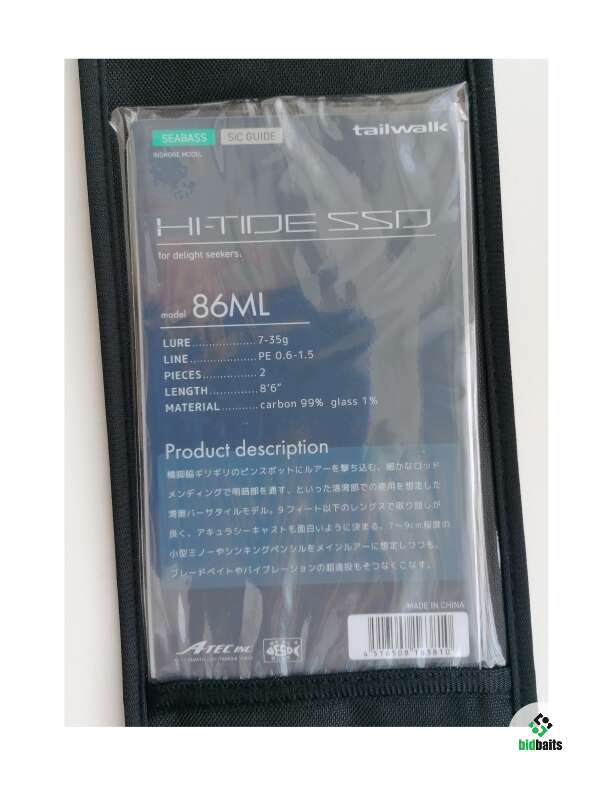 SEABASS SiC GUIDE tailwalk
INSHORE MODEL
HI-TIDE SSD
for delight seekers.
model 86ML
LURE...................7-35g
LINE....................PE 0.6-1.5
PIECES................2
LENGTH..............8'6”
MATERIAL...........carbon 99% glass 1%
Product description
橋脚脇ギリギリのピンスポットにルアーを撃ち込む、細かなロッド
メンディングで明暗部を通す、といった港湾部での使用を想定した
港湾バーサタイルモデル。9フィート以下のレングスで取り回しが
良く、アキュラシーキャストも面白いように決まる。7〜9cm程度の
小型ミノーやシンキングペンシルをメインルアーに想定しつつも、
ブレードベイトやバイブレーションの超遠投もそつなくこなす。
MADE IN CHINA
A-TEC INC
bidbaits